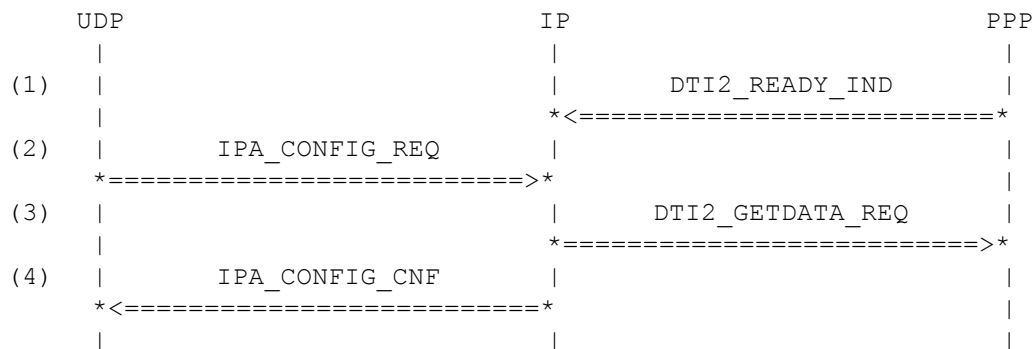 UDP IP PPP
| | |
(1) | | DTI2_READY_IND |
| *<==========================*
(2) | IPA_CONFIG_REQ | |
*==========================>* |
(3) | | DTI2_GETDATA_REQ |
| *==========================>*
(4) | IPA_CONFIG_CNF | |
*<==========================* |
| | |